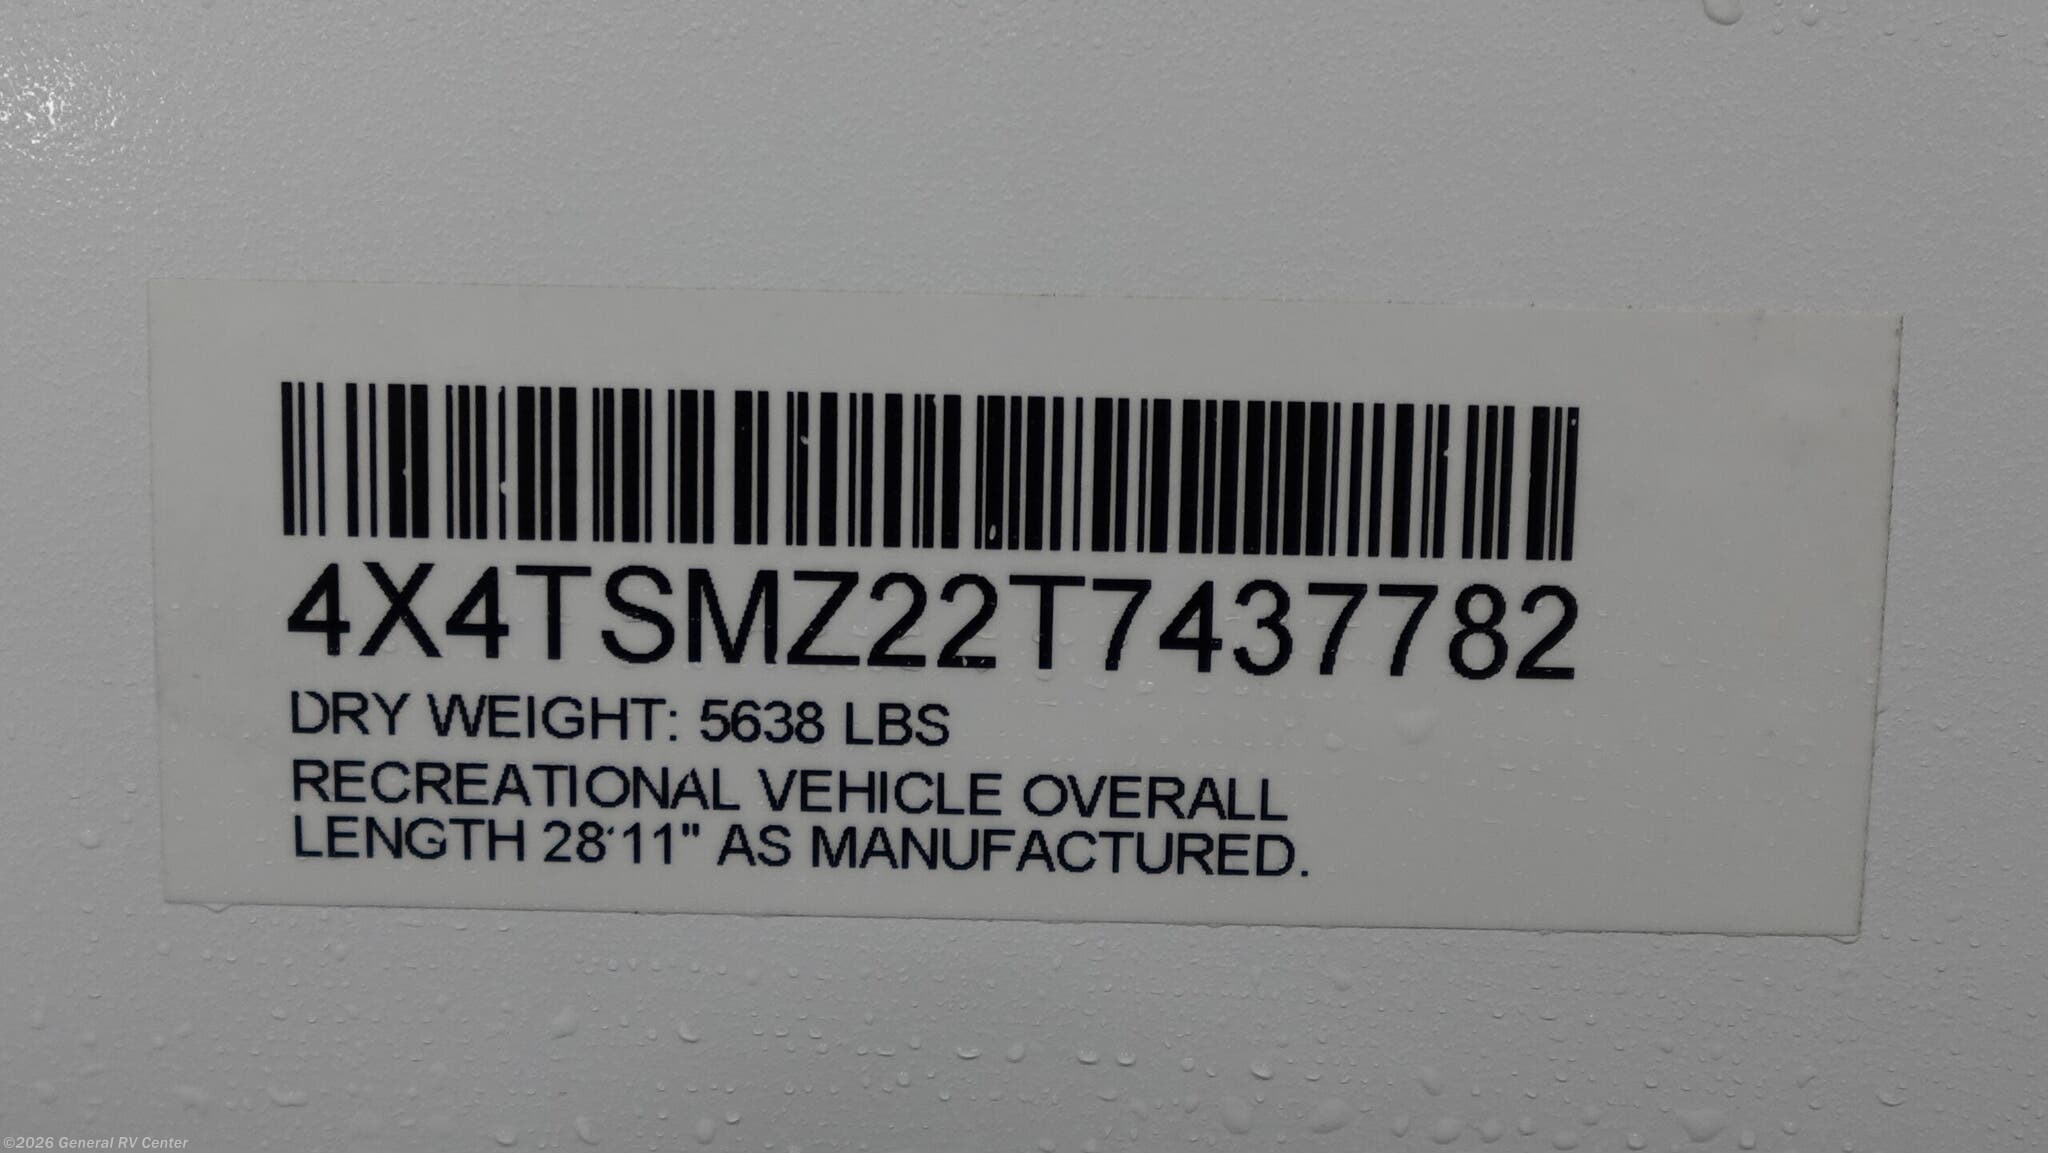 4X4TSMZ22T7437782
DRY WEIGHT: 5638 LBS
RECREATIONAL VEHICLE OVERALL
LENGTH 28'11" AS MANUFACTURED.
©2026 General RV Center